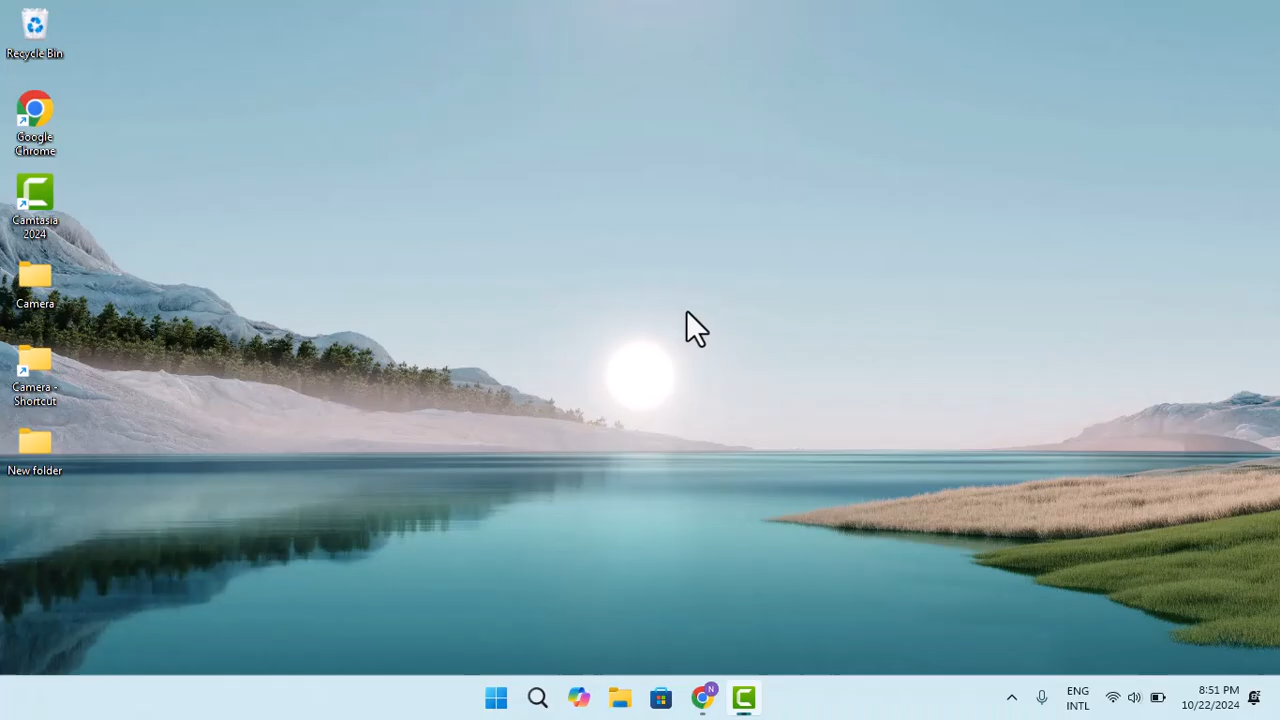 Recycle Bin
Google
Chrome
Camtasia
2024
Camera
Camera -
Shortcut
New folder
N
ENG
INTL
8:51 PM
10/22/2024